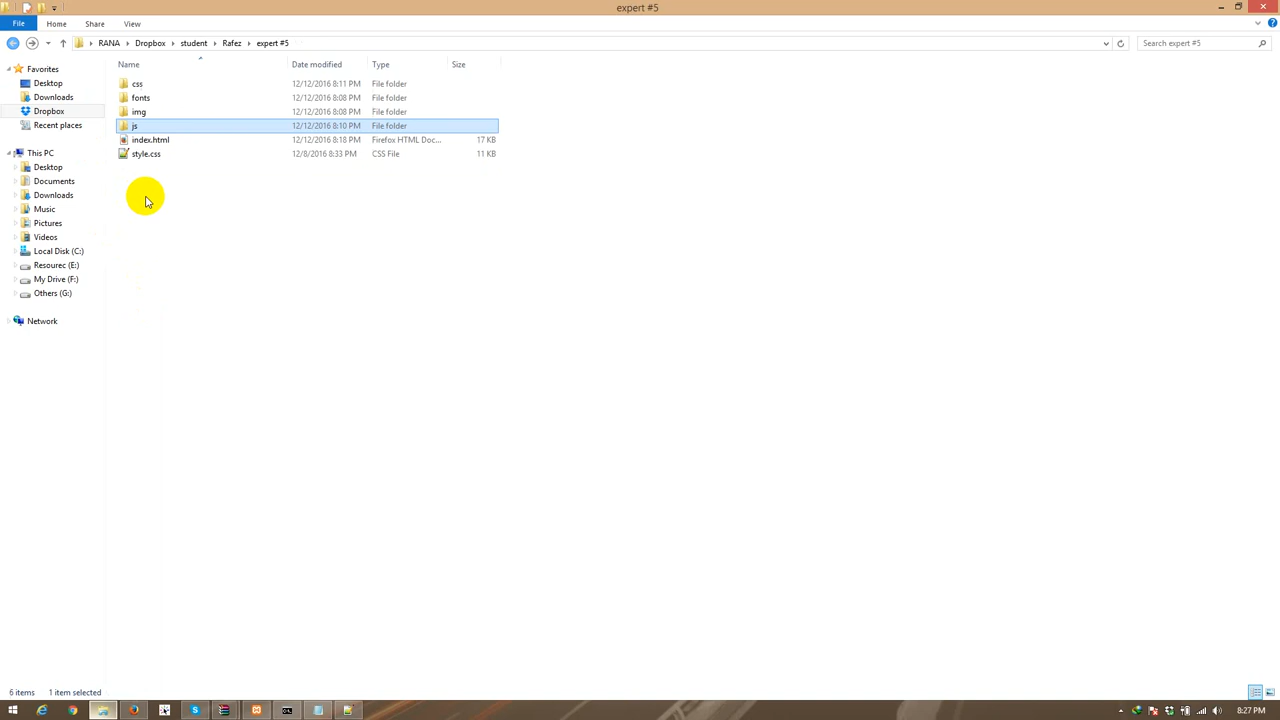 expert #5
File Home Share View
RANA Dropbox student Rafez expert #5 Search expert #5
Name Date modified Type Size
Favorites
Desktop
Downloads
Dropbox
Recent places
This PC
Desktop
Documents
Downloads
Music
Pictures
Videos
Local Disk (C:)
Resourec (E:)
My Drive (F:)
Others (G:)
Network
css 12/12/2016 8:11 PM File folder
fonts 12/12/2016 8:08 PM File folder
img 12/12/2016 8:08 PM File folder
js 12/12/2016 8:10 PM File folder
index.html 12/12/2016 8:18 PM Firefox HTML Doc... 17 KB
style.css 12/8/2016 8:33 PM CSS File 11 KB
6 items 1 item selected
8:27 PM